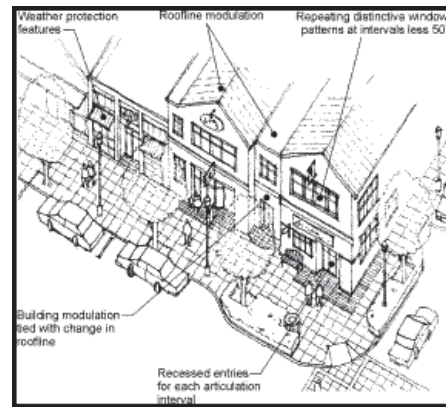 Weather protection
features
Roofline modulation
Repeating distinctive window
patterns at intervals less 50
Building modulation
tied with change in
roofline
Recessed entries
for each articulation
interval